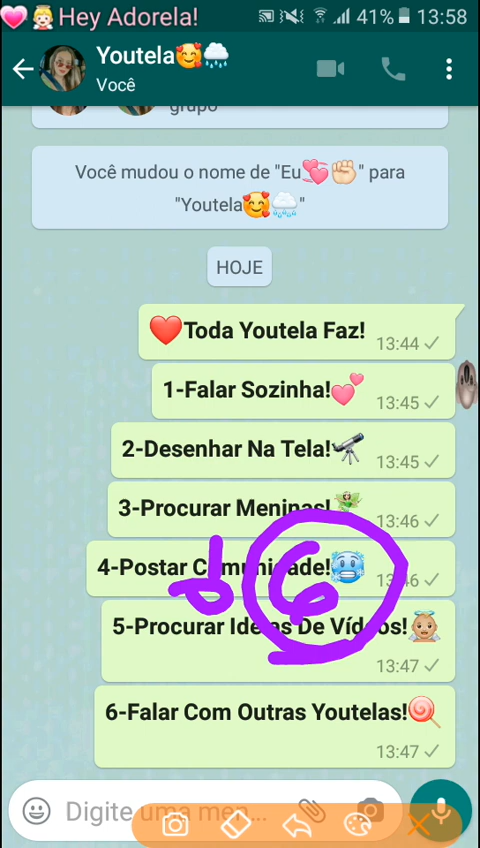 Hey Adorela! 41% 13:58
Youtela🥰🌧️
Você
grupo
Você mudou o nome de "Eu💞✊🏻" para
"Youtela🥰🌧️"
HOJE
❤️Toda Youtela Faz!
13:44
1-Falar Sozinha!💕
13:45
2-Desenhar Na Tela!🔭
13:45
3-Procurar Meninas!🧚
13:46
4-Postar Comunidade!🥶
13:46
5-Procurar Ideias De Vídeos!👼🏼
13:47
6-Falar Com Outras Youtelas!🍭
13:47
6
Digite uma men...